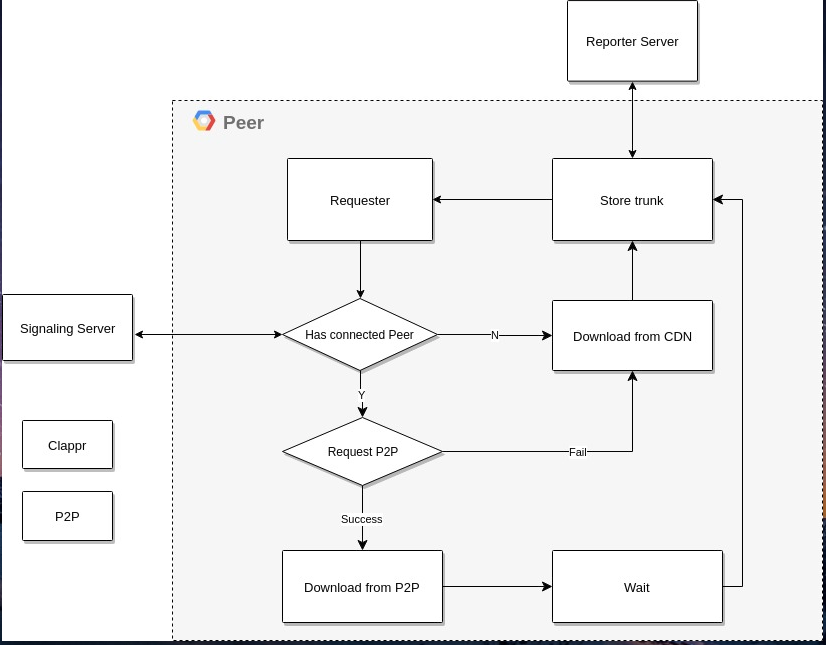 Reporter Server
Peer
Requester
Store trunk
Signaling Server
Has connected Peer
N
Download from CDN
Y
Clappr
Request P2P
Fail
P2P
Success
Download from P2P
Wait